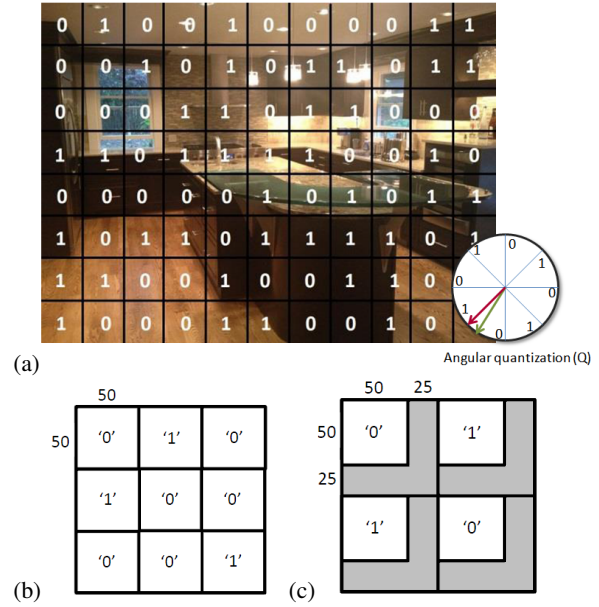 0 1 0 0 1 0 0 0 0 1 1
0 0 1 0 1 0 1 1 0 1 1
0 0 0 1 1 0 1 1 0 0 0
1 1 0 1 1 1 1 0 0 1 0
0 0 0 0 0 1 0 1 0 1 1
1 0 1 1 0 1 1 1 1 0 1
1 1 0 0 1 0 0 1 1 0
1 0 0 0 1 1 0 0 1 0
1 0
1
0 0
1 1
0
(a)
Angular quantization (Q)
50
50 '0' '1' '0'
'1' '0' '0'
'0' '0' '1'
(b)
50 25
50 '0' '1'
25
'1' '0'
(c)